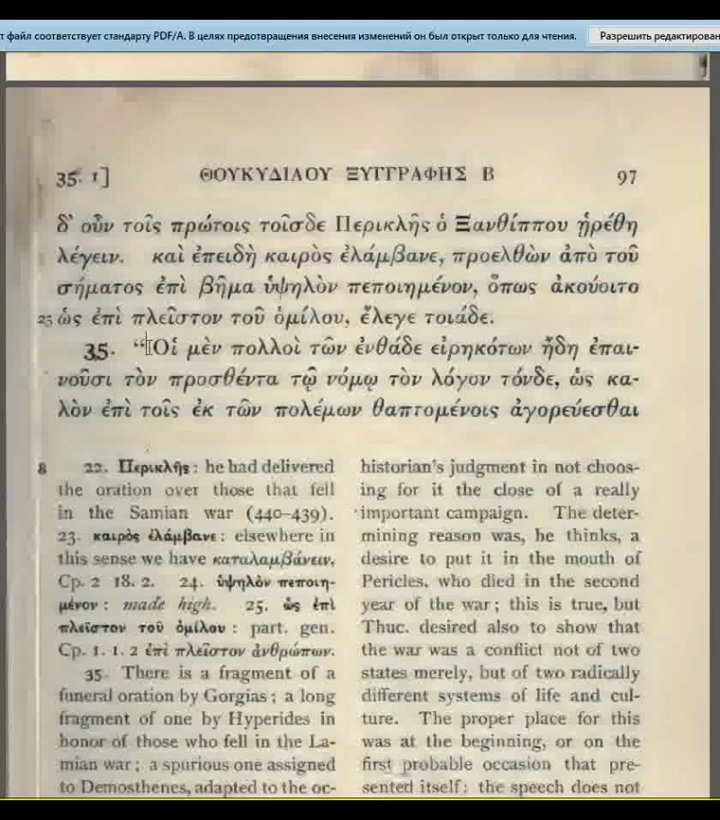 т файл соответствует стандарту PDF/A. В целях предотвращения внесения изменений он был открыт только для чтения.
Разрешить редактирован
35. 1]
ΘΟΥΚΥΔΙΔΟΥ ΞΥΓΓΡΑΦΗΣ Β
97
δ' οὖν τοῖς πρώτοις τοῖσδε Περικλῆς ὁ Ξανθίππου ᾑρέθη
λέγειν. καὶ ἐπειδὴ καιρὸς ἐλάμβανε, προελθὼν ἀπὸ τοῦ
σήματος ἐπὶ βῆμα ὑψηλὸν πεποιημένον, ὅπως ἀκούοιτο
25 ὡς ἐπὶ πλεῖστον τοῦ ὁμίλου, ἔλεγε τοιάδε.
35. “Οἱ μὲν πολλοὶ τῶν ἐνθάδε εἰρηκότων ἤδη ἐπαι-
νοῦσι τὸν προσθέντα τῷ νόμῳ τὸν λόγον τόνδε, ὡς κα-
λὸν ἐπὶ τοῖς ἐκ τῶν πολέμων θαπτομένοις ἀγορεύεσθαι
8 22. Περικλῆς : he had delivered
the oration over those that fell
in the Samian war (440–439).
23. καιρὸς ἐλάμβανε : elsewhere in
this sense we have καταλαμβάνειν.
Cp. 2 18. 2. 24. ὑψηλὸν πεποιη-
μένον : made high. 25. ὡς ἐπὶ
πλεῖστον τοῦ ὁμίλου : part. gen.
Cp. 1. 1. 2 ἐπὶ πλεῖστον ἀνθρώπων.
35. There is a fragment of a
funeral oration by Gorgias ; a long
fragment of one by Hyperides in
honor of those who fell in the La-
mian war ; a spurious one assigned
to Demosthenes, adapted to the oc-
historian's judgment in not choos-
ing for it the close of a really
important campaign. The deter-
mining reason was, he thinks, a
desire to put it in the mouth of
Pericles, who died in the second
year of the war ; this is true, but
Thuc. desired also to show that
the war was a conflict not of two
states merely, but of two radically
different systems of life and cul-
ture. The proper place for this
was at the beginning, or on the
first probable occasion that pre-
sented itself: the speech does not